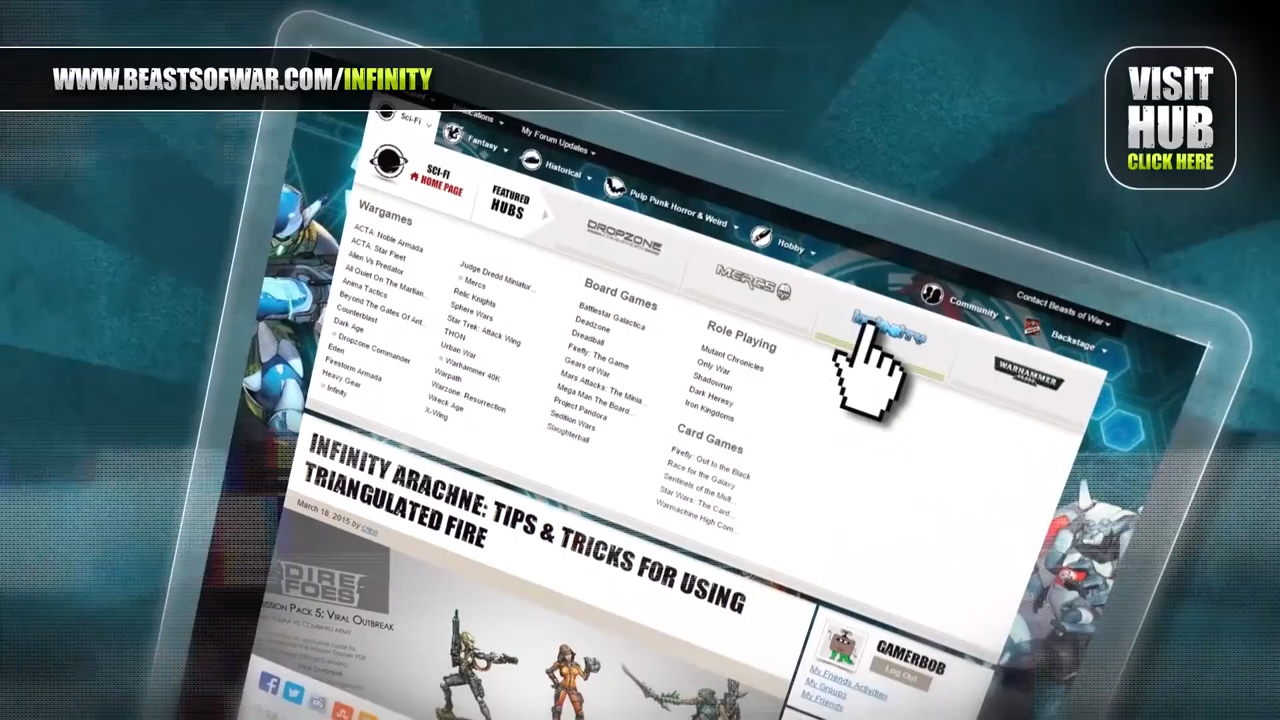 WWW.BEASTSOFWAR.COM/INFINITY
VISIT
HUB
CLICK HERE
My Forum Updates
Contact Beasts of War
Sci-Fi
Fantasy
Historical
Pulp Punk Horror & Weird
Hobby
Community
Backstage
SCI-FI
HOME PAGE
FEATURED
HUBS
DROPZONE
MERCS
WARHAMMER
Wargames
ACTA: Noble Armada
ACTA: Star Fleet
Alien Vs Predator
All Quiet On The Martian...
Anima Tactics
Beyond The Gates Of Ant...
Counterblast
Dark Age
Dropzone Commander
Eden
Firestorm Armada
Heavy Gear
Infinity
Judge Dredd Miniatur...
Mercs
Relic Knights
Sphere Wars
Star Trek: Attack Wing
THON
Urban War
Warhammer 40K
Warpath
Warzone: Resurrection
Wreck Age
X-Wing
Board Games
Battlestar Galactica
Deadzone
Dreadball
Firefly: The Game
Gears of War
Mars Attacks: The Minia...
Mega Man The Board...
Project Pandora
Sedition Wars
Slaughterball
Role Playing
Mutant Chronicles
Only War
Shadowrun
Dark Heresy
Iron Kingdoms
Card Games
Firefly: Out to the Black
Race for the Galaxy
Sentinels of the Mult...
Star Wars: The Card...
Warmachine High Com...
INFINITY ARACHNE: TIPS & TRICKS FOR USING
TRIANGULATED FIRE
March 18, 2015 by crew
DIRE
FOES
PACK 5: VIRAL OUTBREAK
GAMERBOB
Log Out
My Friends Activities
My Groups
My Friends